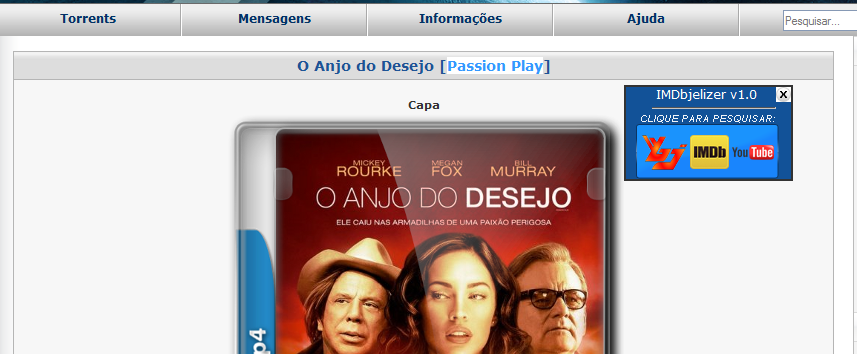 Torrents
Mensagens
Informações
Ajuda
Pesquisar...
O Anjo do Desejo [Passion Play]
Capa
IMDbjelizer v1.0
X
CLIQUE PARA PESQUISAR:
IMDb
YouTube
MICKEY ROURKE
MEGAN FOX
BILL MURRAY
O ANJO DO DESEJO
ELE CAIU NAS ARMADILHAS DE UMA PAIXÃO PERIGOSA